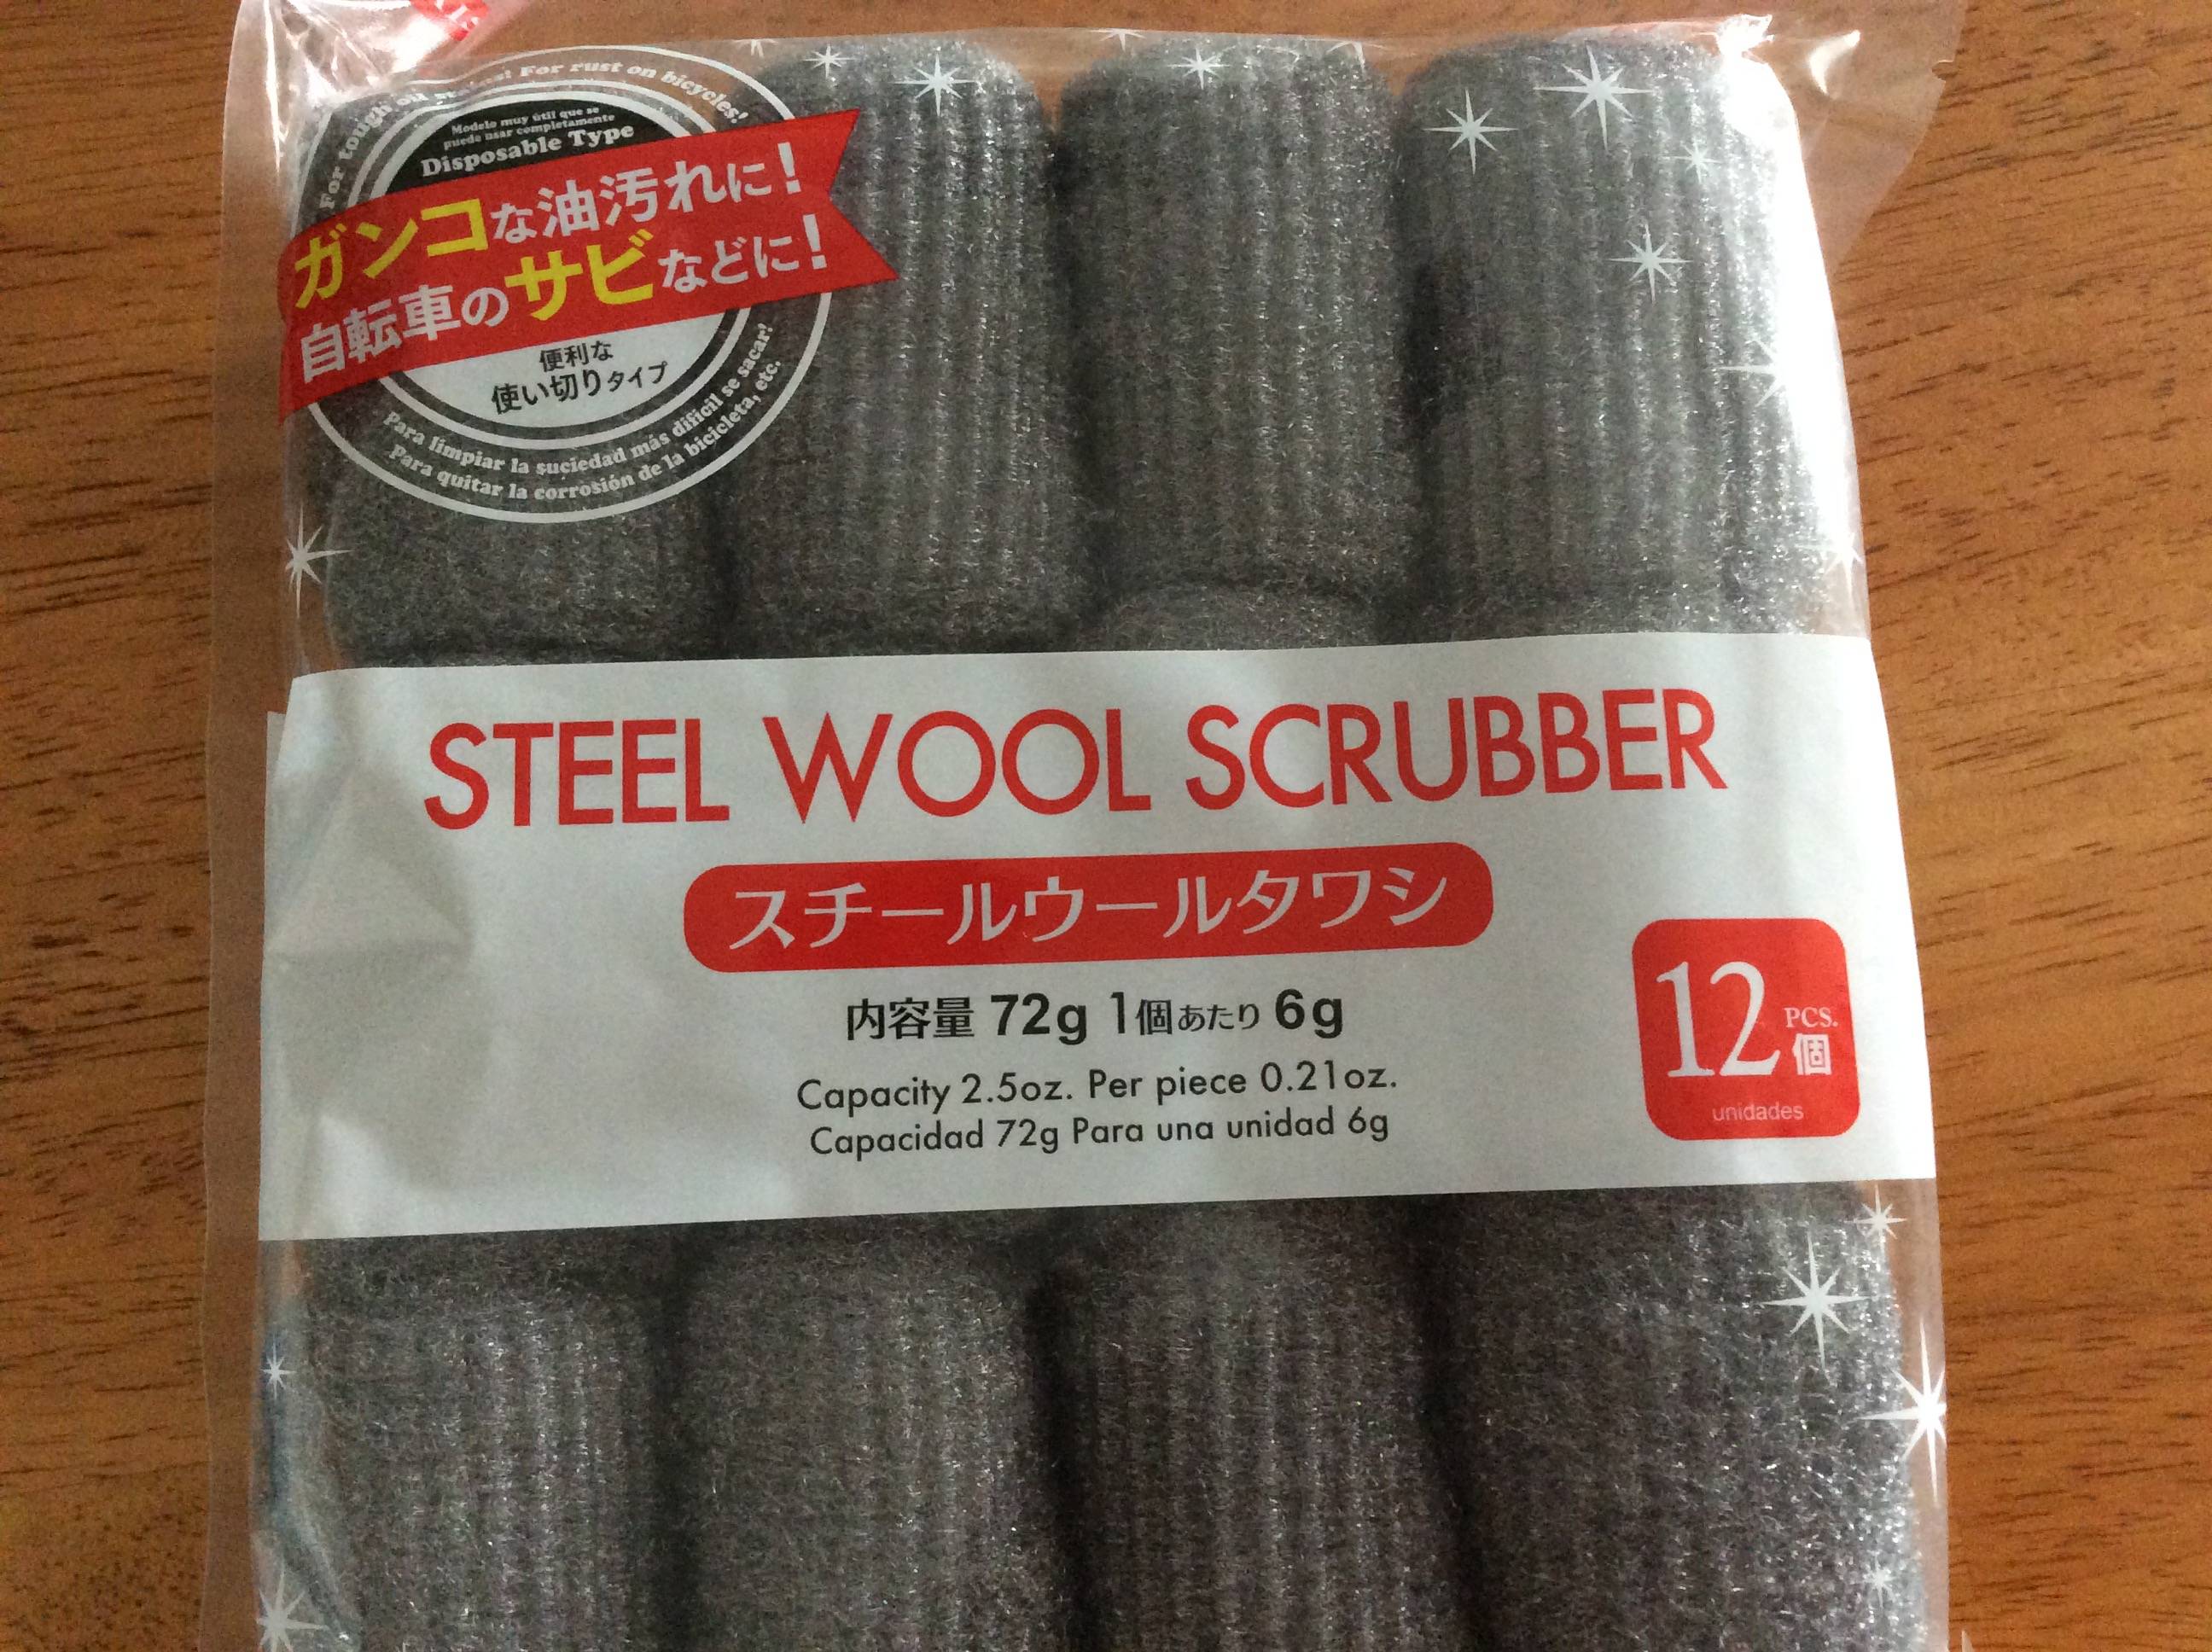 For tough oil stains! For rust on bicycles!
Modelo muy útil que se
puede usar completamente
Disposable Type
ガンコな油汚れに!
自転車のサビなどに!
便利な
使い切りタイプ
Para limpiar la suciedad más difícil se sacar!
Para quitar la corrosión de la bicicleta, etc.
STEEL WOOL SCRUBBER
スチールウールタワシ
内容量 72g 1個あたり 6g
Capacity 2.5oz. Per piece 0.21oz.
Capacidad 72g Para una unidad 6g
12 PCS.
個
unidades